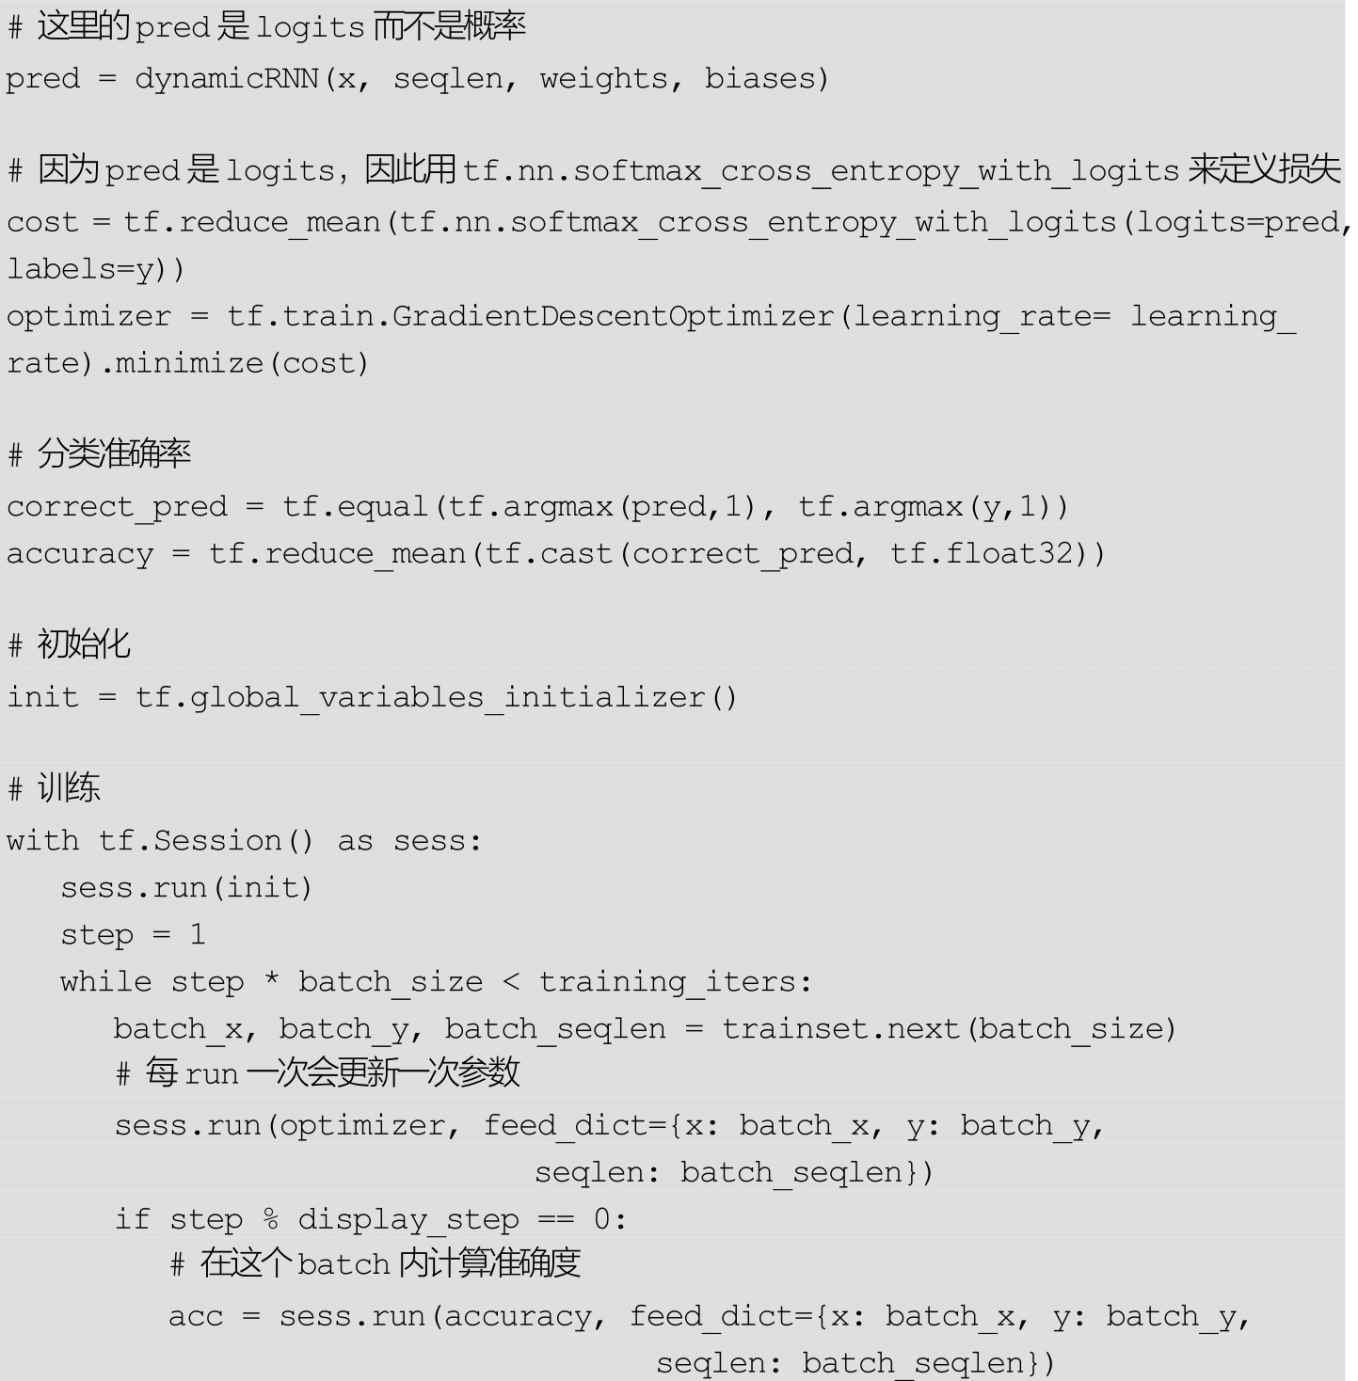 # 这里的 pred 是 logits 而不是概率
pred = dynamicRNN(x, seqlen, weights, biases)
# 因为 pred 是 logits, 因此用 tf.nn.softmax_cross_entropy_with_logits 来定义损失
cost = tf.reduce_mean(tf.nn.softmax_cross_entropy_with_logits(logits=pred,
labels=y))
optimizer = tf.train.GradientDescentOptimizer(learning_rate= learning_
rate).minimize(cost)
# 分类准确率
correct_pred = tf.equal(tf.argmax(pred,1), tf.argmax(y,1))
accuracy = tf.reduce_mean(tf.cast(correct_pred, tf.float32))
# 初始化
init = tf.global_variables_initializer()
# 训练
with tf.Session() as sess:
   sess.run(init)
   step = 1
   while step * batch_size < training_iters:
      batch_x, batch_y, batch_seqlen = trainset.next(batch_size)
      # 每 run 一次会更新一次参数
      sess.run(optimizer, feed_dict={x: batch_x, y: batch_y,
                             seqlen: batch_seqlen})
      if step % display_step == 0:
         # 在这个 batch 内计算准确度
         acc = sess.run(accuracy, feed_dict={x: batch_x, y: batch_y,
                                    seqlen: batch_seqlen})